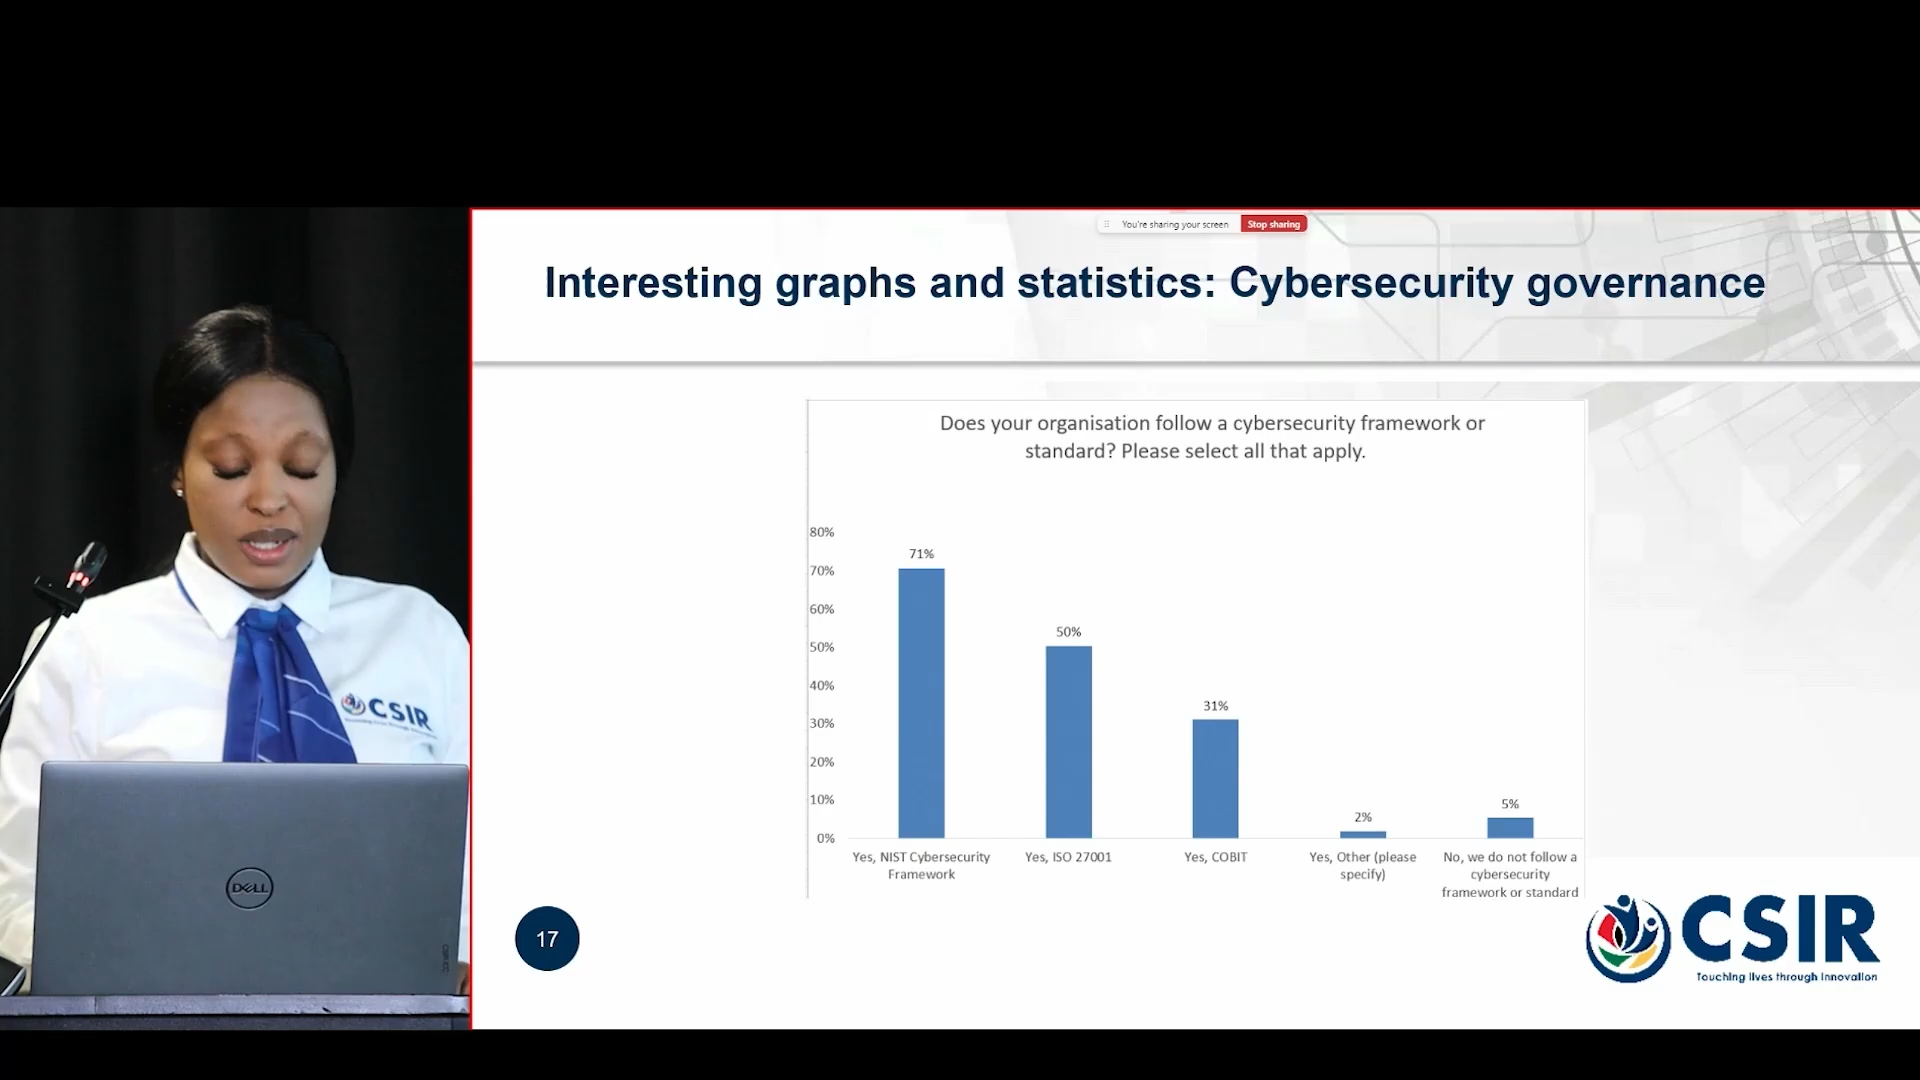 You're sharing your screen
Stop sharing
Interesting graphs and statistics: Cybersecurity governance
Does your organisation follow a cybersecurity framework or
standard? Please select all that apply.
80%
70%
60%
50%
40%
30%
20%
10%
0%
71%
50%
31%
2%
5%
Yes, NIST Cybersecurity
Framework
Yes, ISO 27001
Yes, COBIT
Yes, Other (please
specify)
No, we do not follow a
cybersecurity
framework or standard
17
CSIR
Touching lives through innovation
CSIR
DELL